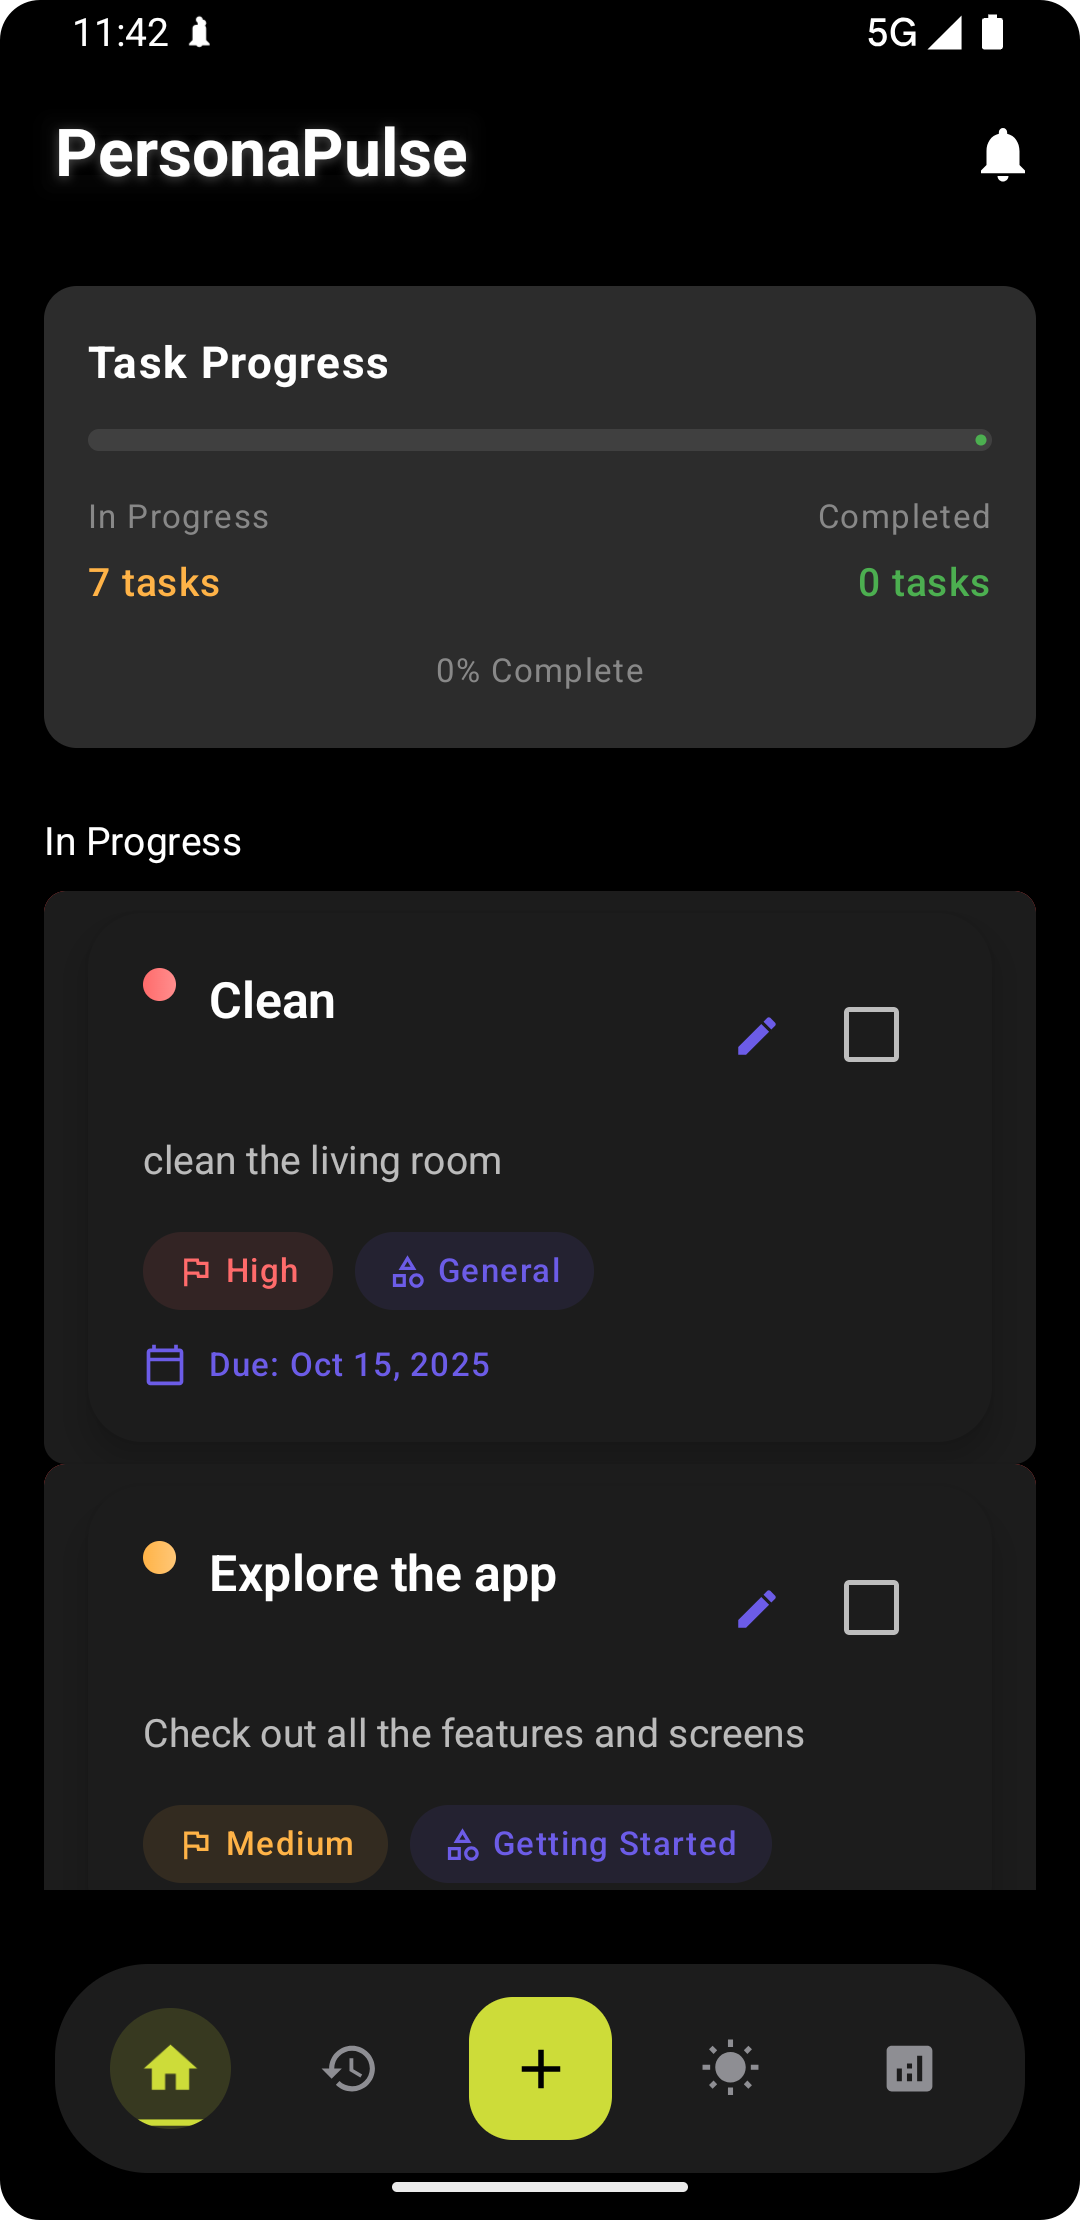 11:42
5G
PersonaPulse
Task Progress
In Progress
Completed
7 tasks
0 tasks
0% Complete
In Progress
Clean
clean the living room
High
General
Due: Oct 15, 2025
Explore the app
Check out all the features and screens
Medium
Getting Started